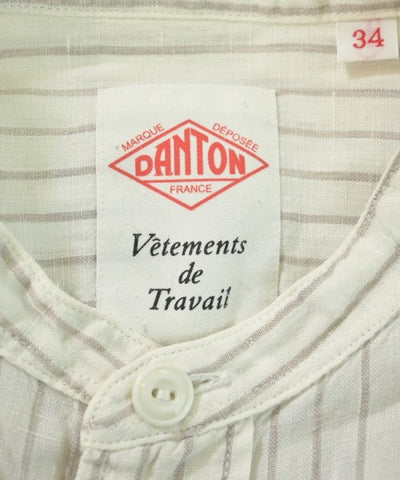 34
MARQUE DÉPOSÉE
DANTON
FRANCE
Vêtements
de
Travail